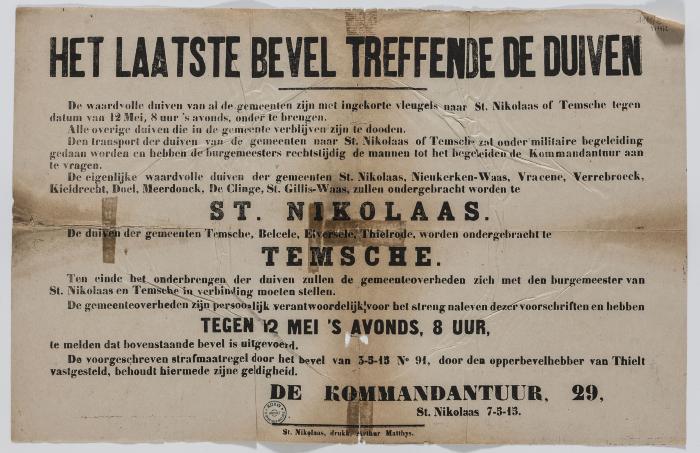 HET LAATSTE BEVEL TREFFENDE DE DUIVEN
De waardvolle duiven van al de gemeenten zijn met ingekorte vleugels naar St. Nikolaas of Temsche tegen
datum van 12 Mei, 8 uur 's avonds, onder te brengen.
Alle overige duiven die in de gemeente verblijven zijn te dooden.
Den transport der duiven van de gemeenten naar St. Nikolaas of Temsche zal onder militaire begeleiding
gedaan worden en hebben de burgemeesters rechtstijdig de mannen tot het begeleiden de Kommandantuur aan
te vragen.
De eigenlijke waardvolle duiven der gemeenten St. Nikolaas, Nieukerken-Waas, Vracene, Verrebroeck,
Kieldrecht, Doel, Meerdonck, De Clinge, St. Gillis-Waas, zullen ondergebracht worden te
ST. NIKOLAAS.
De duiven der gemeenten Temsche, Belcele, Elversele, Thielrode, worden ondergebracht te
TEMSCHE.
Ten einde het onderbrengen der duiven zullen de gemeenteoverheden zich met den burgemeester van
St. Nikolaas en Temsche in verbinding moeten stellen.
De gemeenteoverheden zijn persoonlijk verantwoordelijk voor het streng naleven dezer voorschriften en hebben
TEGEN 12 MEI 'S AVONDS, 8 UUR,
te melden dat bovenstaande bevel is uitgevoerd.
De voorgeschreven strafmaatregel door het bevel van 3-5-15 No 91, door den opperbevelhebber van Thielt
vastgesteld, behoudt hiermede zijne geldigheid.
DE KOMMANDANTUUR, 29,
St. Nikolaas 7-5-15.
St. Nikolaas, drukk. Arthur Matthys.